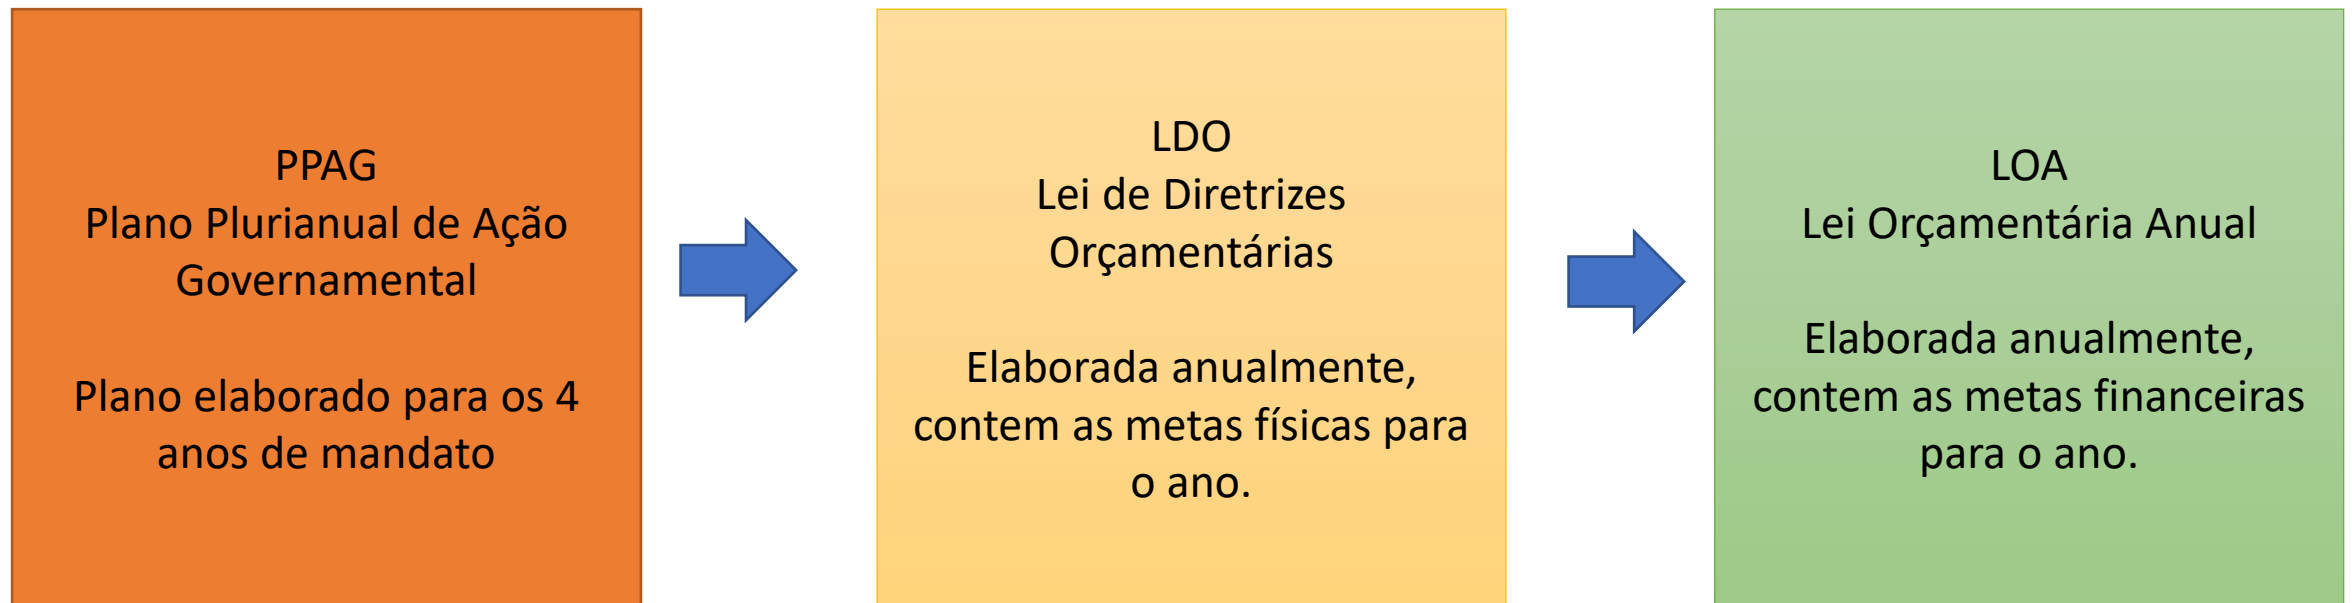 PPAG
Plano Plurianual de Ação
Governamental
Plano elaborado para os 4
anos de mandato
LDO
Lei de Diretrizes
Orçamentárias
Elaborada anualmente,
contem as metas físicas para
o ano.
LOA
Lei Orçamentária Anual
Elaborada anualmente,
contem as metas financeiras
para o ano.